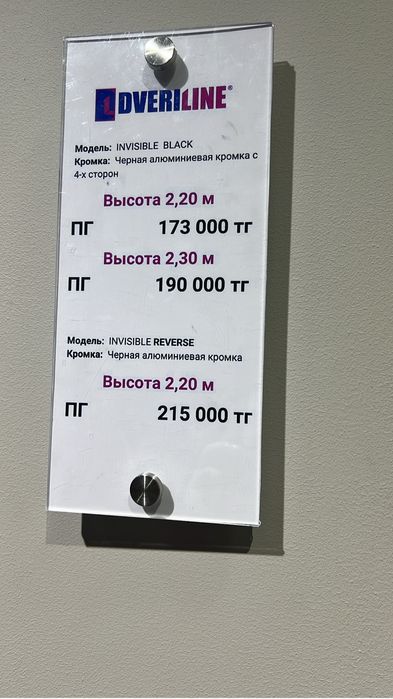 DVERILINE®
Модель: INVISIBLE BLACK
Кромка: Черная алюминиевая кромка с
4-х сторон
Высота 2,20 м
ПГ 173 000 тг
Высота 2,30 м
ПГ 190 000 тг
Модель: INVISIBLE REVERSE
Кромка: Черная алюминиевая кромка
Высота 2,20 м
ПГ 215 000 тг